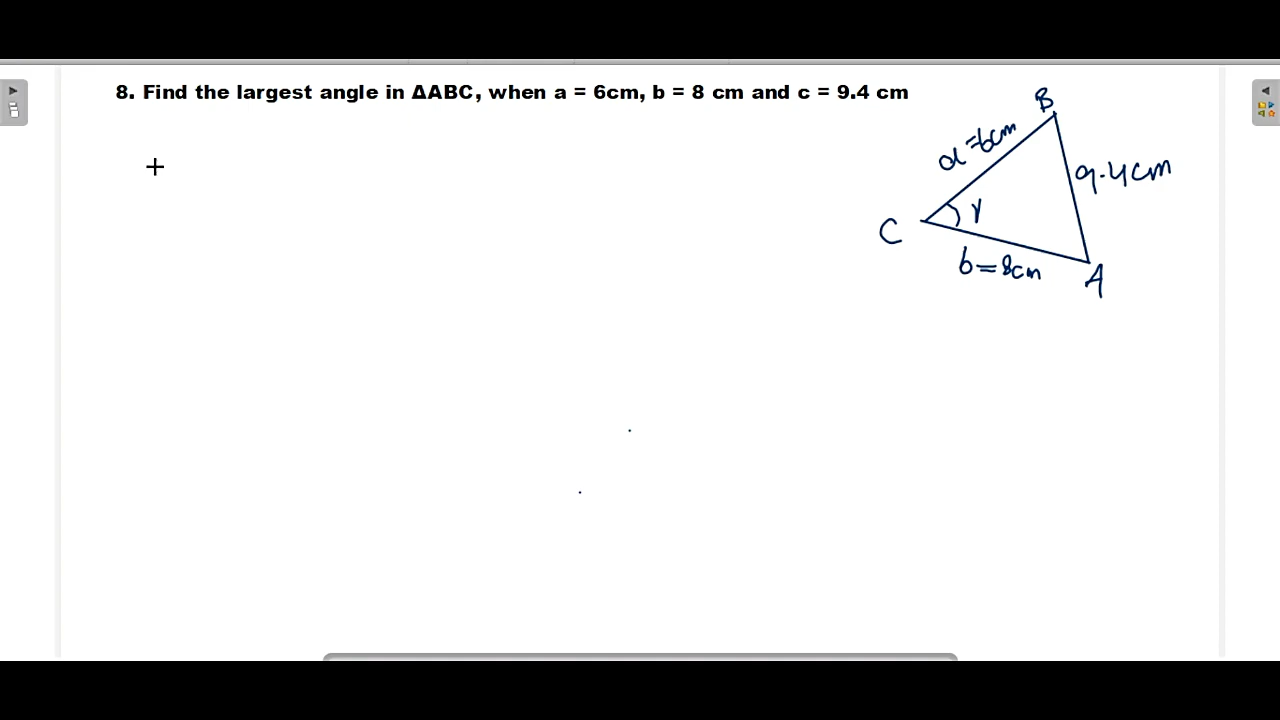 8. Find the largest angle in ΔABC, when a = 6cm, b = 8 cm and c = 9.4 cm
B
a=6cm
9.4cm
γ
C
b=8cm
A